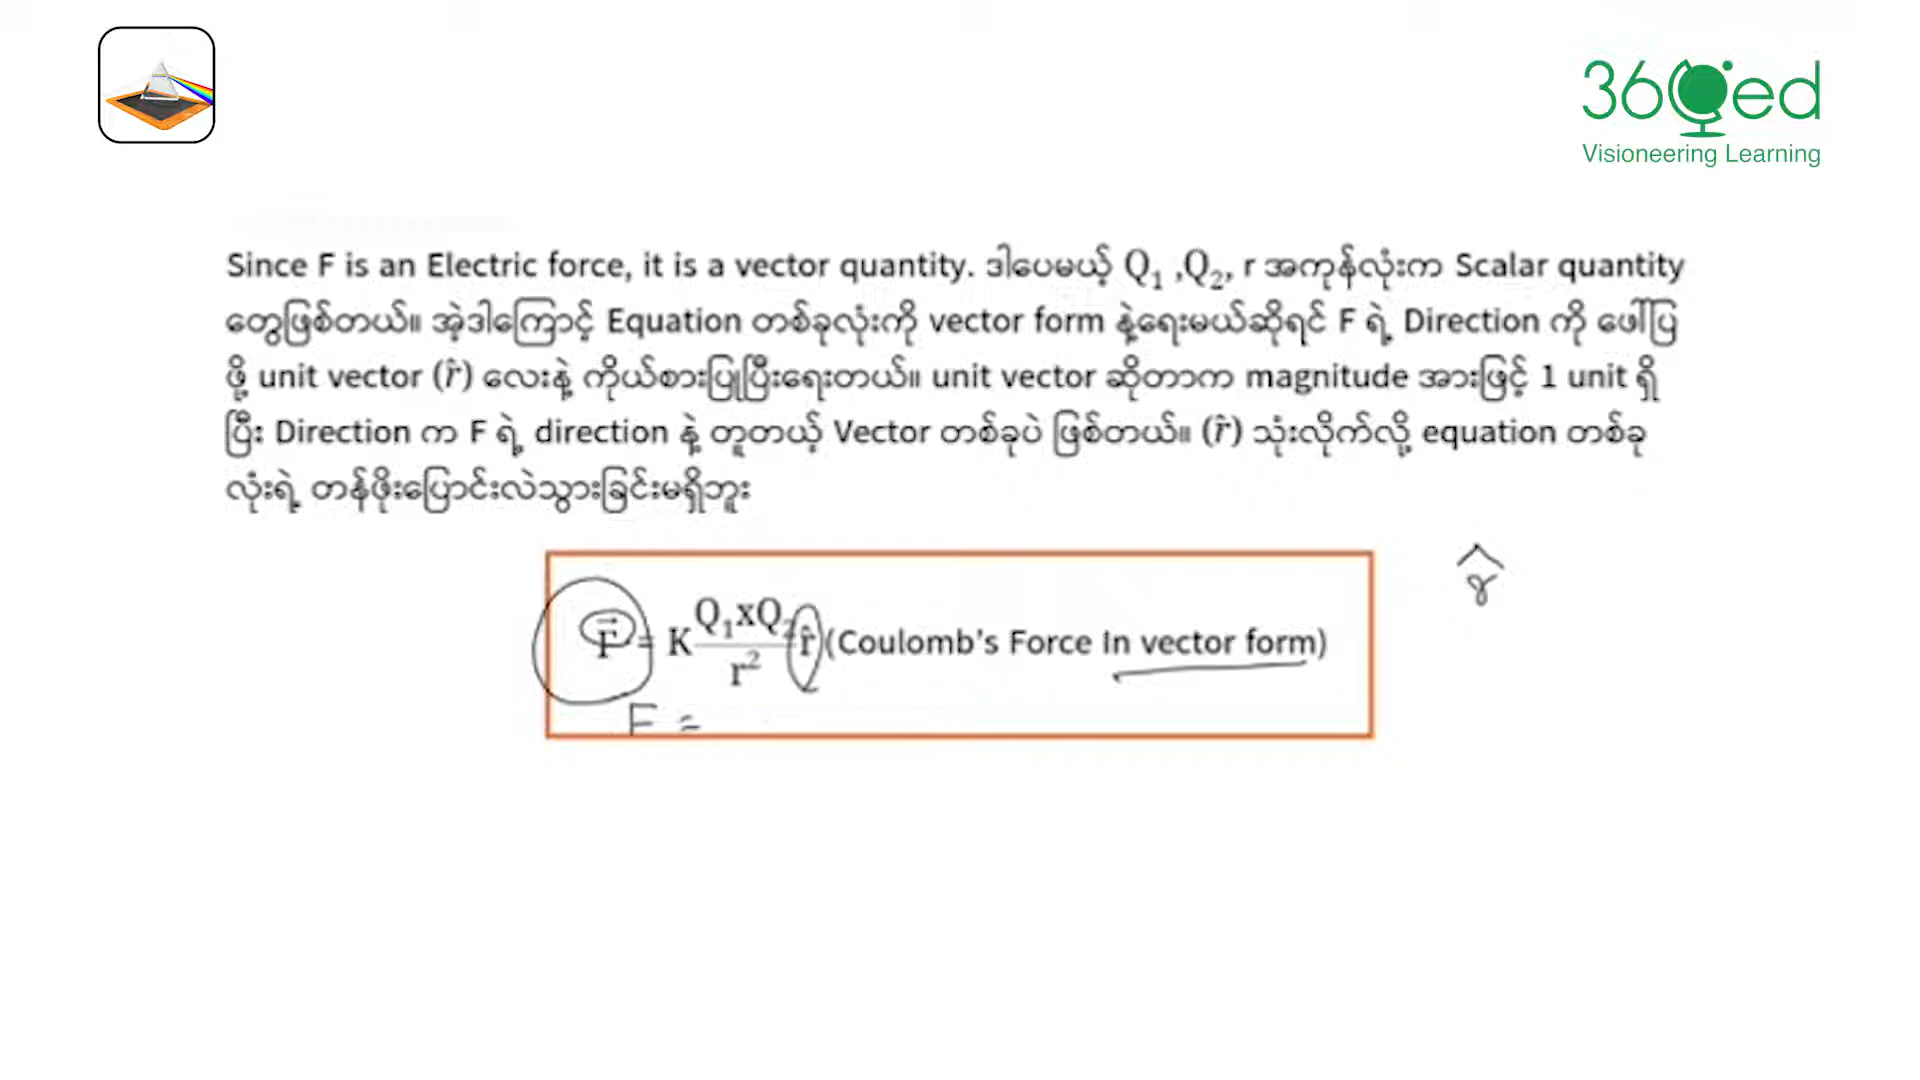 360ed
Visioneering Learning
Since F is an Electric force, it is a vector quantity. ဒါပေမယ့် Q₁ ,Q₂, r အကုန်လုံးက Scalar quantity
တွေဖြစ်တယ်။ အဲ့ဒါကြောင့် Equation တစ်ခုလုံးကို vector form နဲ့ရေးမယ်ဆိုရင် F ရဲ့ Direction ကို ဖေါ်ပြ
ဖို့ unit vector (r̂) လေးနဲ့ ကိုယ်စားပြုပြီးရေးတယ်။ unit vector ဆိုတာက magnitude အားဖြင့် 1 unit ရှိ
ပြီး Direction က F ရဲ့ direction နဲ့ တူတယ့် Vector တစ်ခုပဲ ဖြစ်တယ်။ (r̂) သုံးလိုက်လို့ equation တစ်ခု
လုံးရဲ့ တန်ဖိုးပြောင်းလဲသွားခြင်းမရှိဘူး
r̂
F⃗ = K Q₁xQ₂/r² r̂ (Coulomb's Force In vector form)
F =